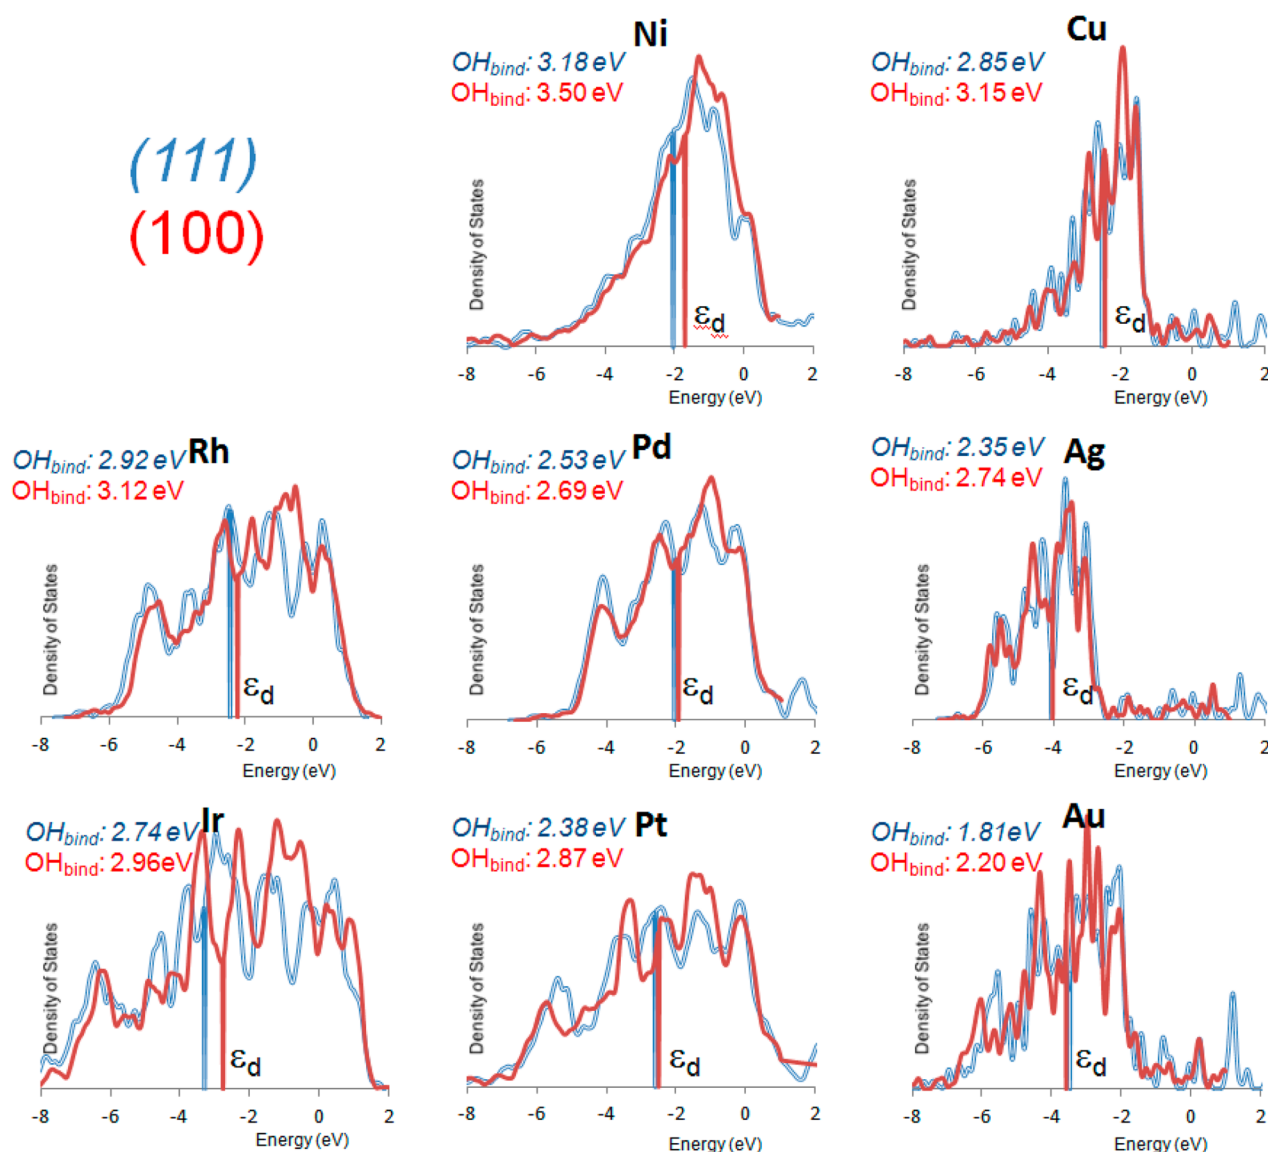 (111)
(100)
Ni
OHbind: 3.18 eV
OHbind: 3.50 eV
Density of States
εd
-8 -6 -4 -2 0 2
Energy (eV)
Cu
OHbind: 2.85 eV
OHbind: 3.15 eV
Density of States
εd
-8 -6 -4 -2 0 2
Energy (eV)
Rh
OHbind: 2.92 eV
OHbind: 3.12 eV
Density of States
εd
-8 -6 -4 -2 0 2
Energy (eV)
Pd
OHbind: 2.53 eV
OHbind: 2.69 eV
Density of States
εd
-8 -6 -4 -2 0 2
Energy (eV)
Ag
OHbind: 2.35 eV
OHbind: 2.74 eV
Density of States
εd
-8 -6 -4 -2 0 2
Energy (eV)
Ir
OHbind: 2.74 eV
OHbind: 2.96eV
Density of States
εd
-8 -6 -4 -2 0 2
Energy (eV)
Pt
OHbind: 2.38 eV
OHbind: 2.87 eV
Density of States
εd
-8 -6 -4 -2 0 2
Energy (eV)
Au
OHbind: 1.81eV
OHbind: 2.20 eV
Density of States
εd
-8 -6 -4 -2 0 2
Energy (eV)